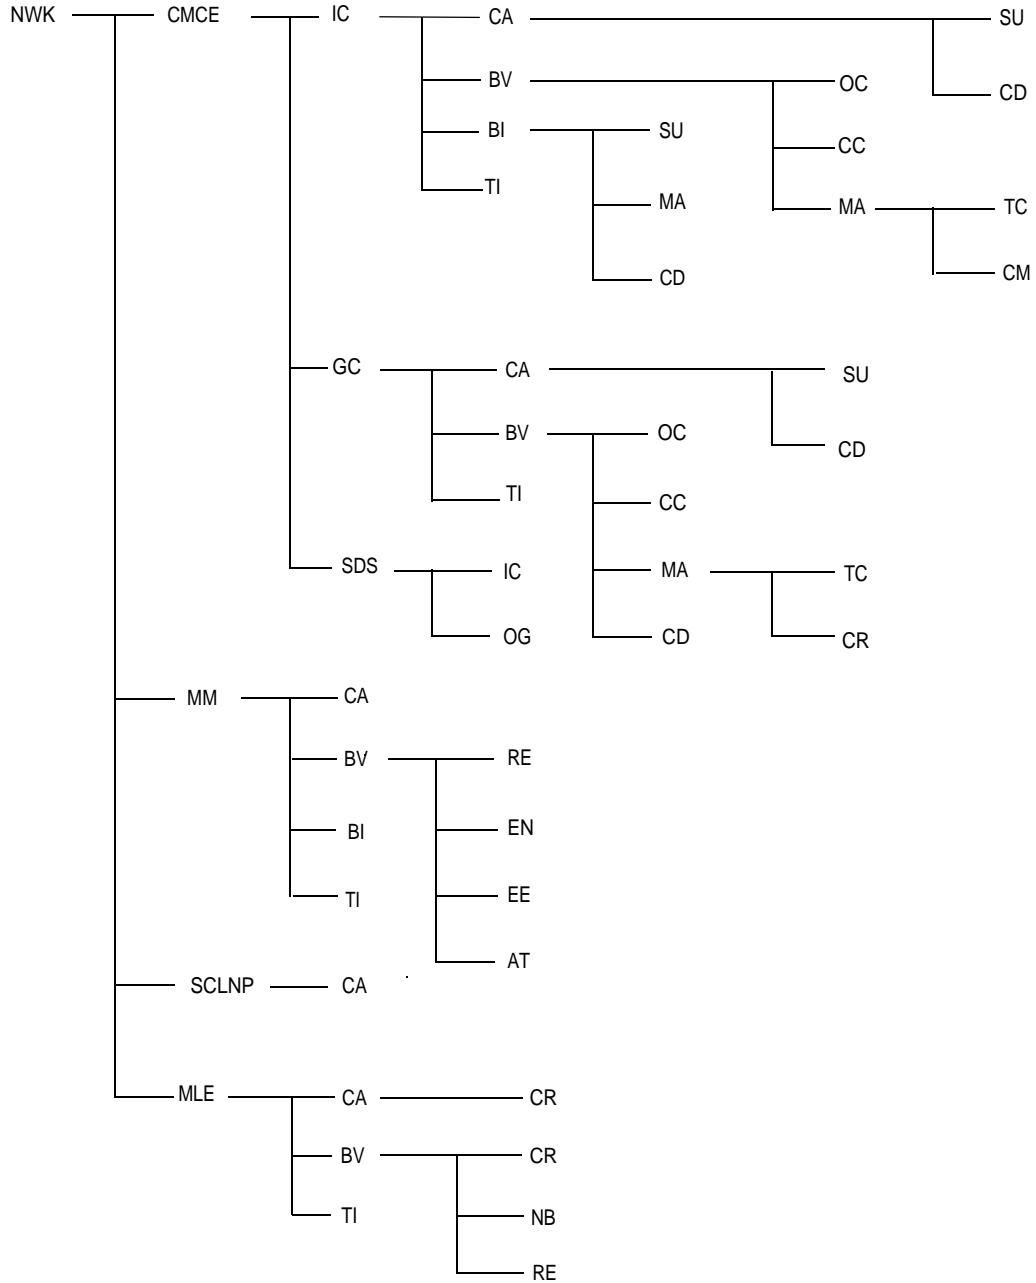 NWK CMCE IC CA SU
BV OC CD
BI SU CC
TI MA MA TC
CD CM
GC CA SU
BV OC CD
TI CC
SDS IC MA TC
OG CD CR
MM CA
BV RE
BI EN
TI EE
AT
SCLNP CA
MLE CA CR
BV CR
TI NB
RE